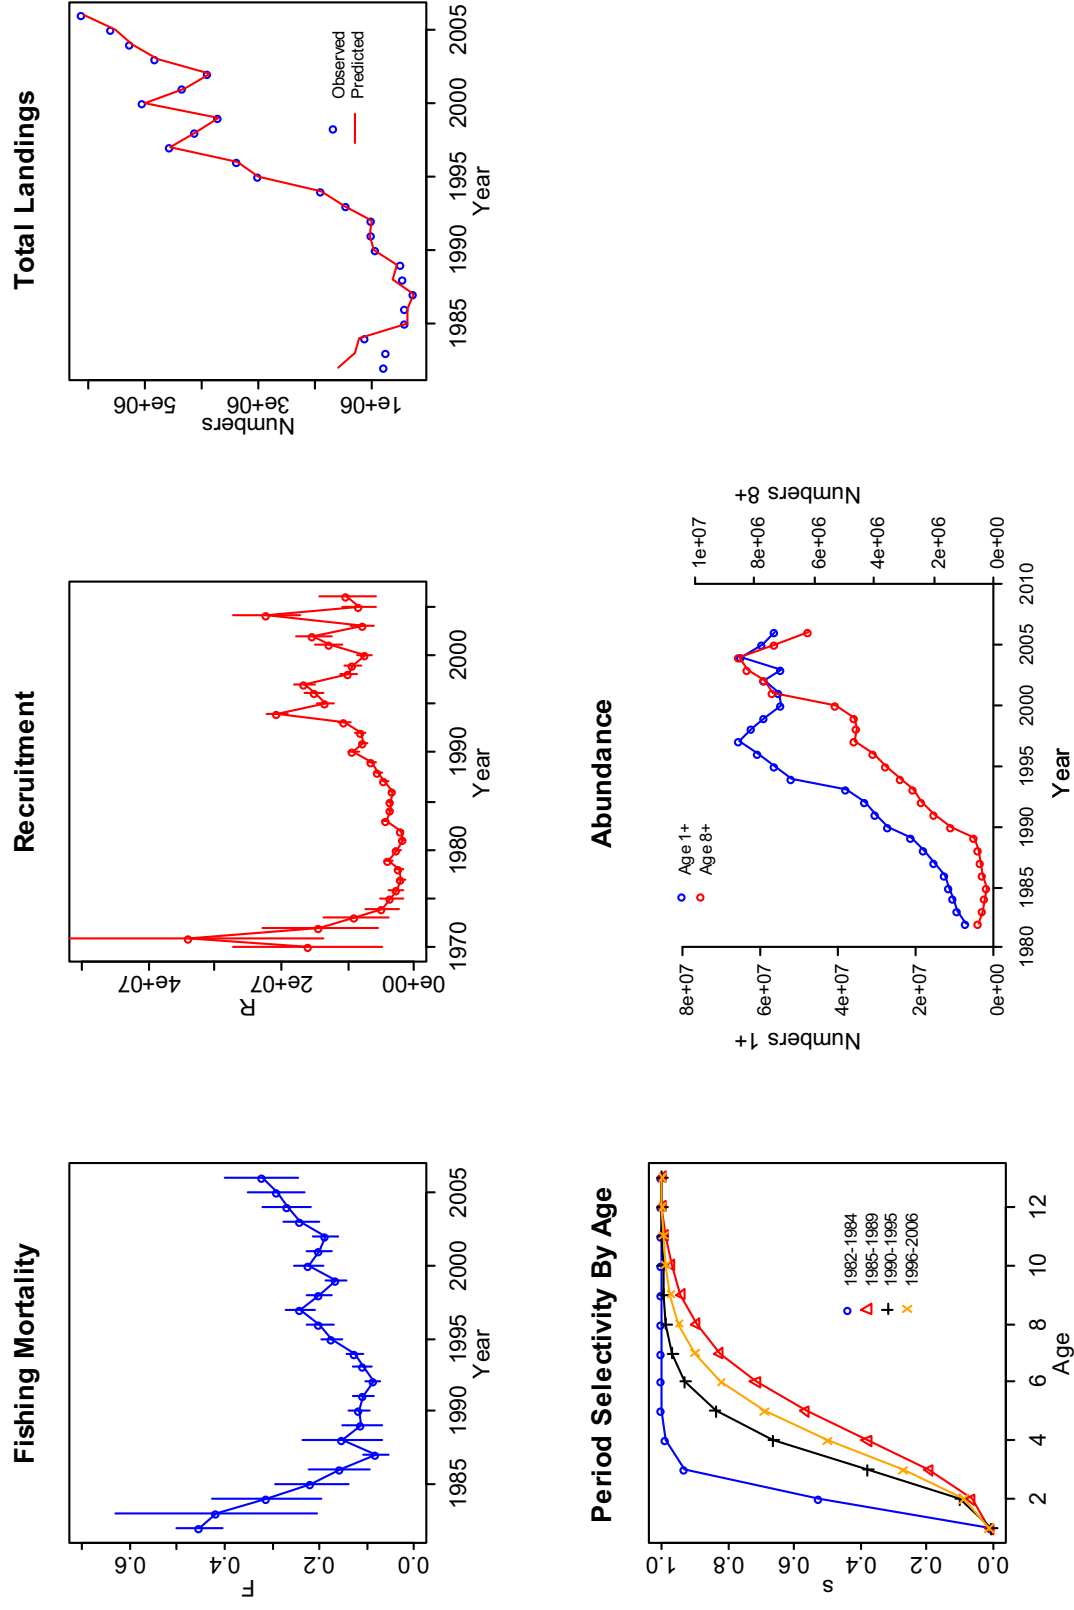 Fishing Mortality
F
0.0
0.2
0.4
0.6
1985
1990
1995
2000
2005
Year
Recruitment
R
0e+00
2e+07
4e+07
1970
1980
1990
2000
Year
Total Landings
Numbers
1e+06
3e+06
5e+06
1985
1990
1995
2000
2005
Year
Observed
Predicted
Period Selectivity By Age
s
0.0
0.2
0.4
0.6
0.8
1.0
2
4
6
8
10
12
Age
1982-1984
1985-1989
1990-1995
1996-2006
Abundance
Numbers 1+
0e+00
2e+07
4e+07
6e+07
8e+07
Age 1+
Age 8+
1980
1985
1990
1995
2000
2005
2010
Year
Numbers 8+
0e+00
2e+06
4e+06
6e+06
8e+06
1e+07